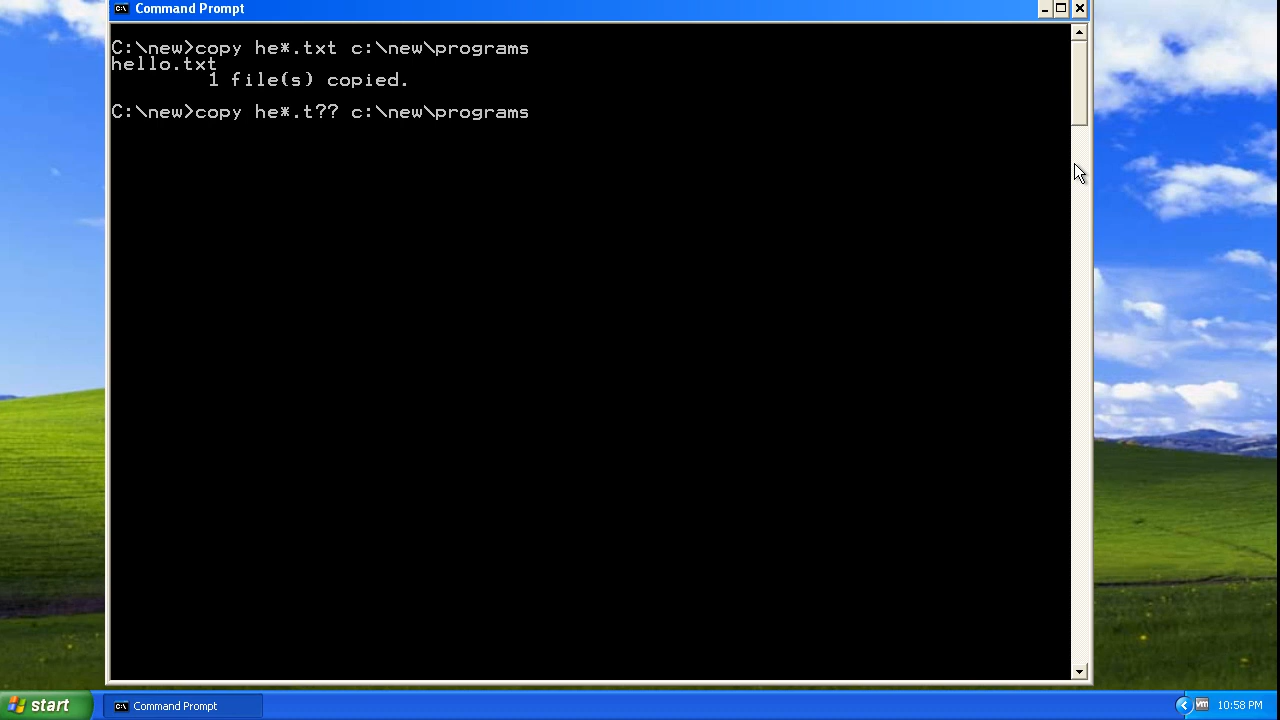 Command Prompt
C:\new>copy he*.txt c:\new\programs
hello.txt
1 file(s) copied.
C:\new>copy he*.t?? c:\new\programs
start
Command Prompt
10:58 PM